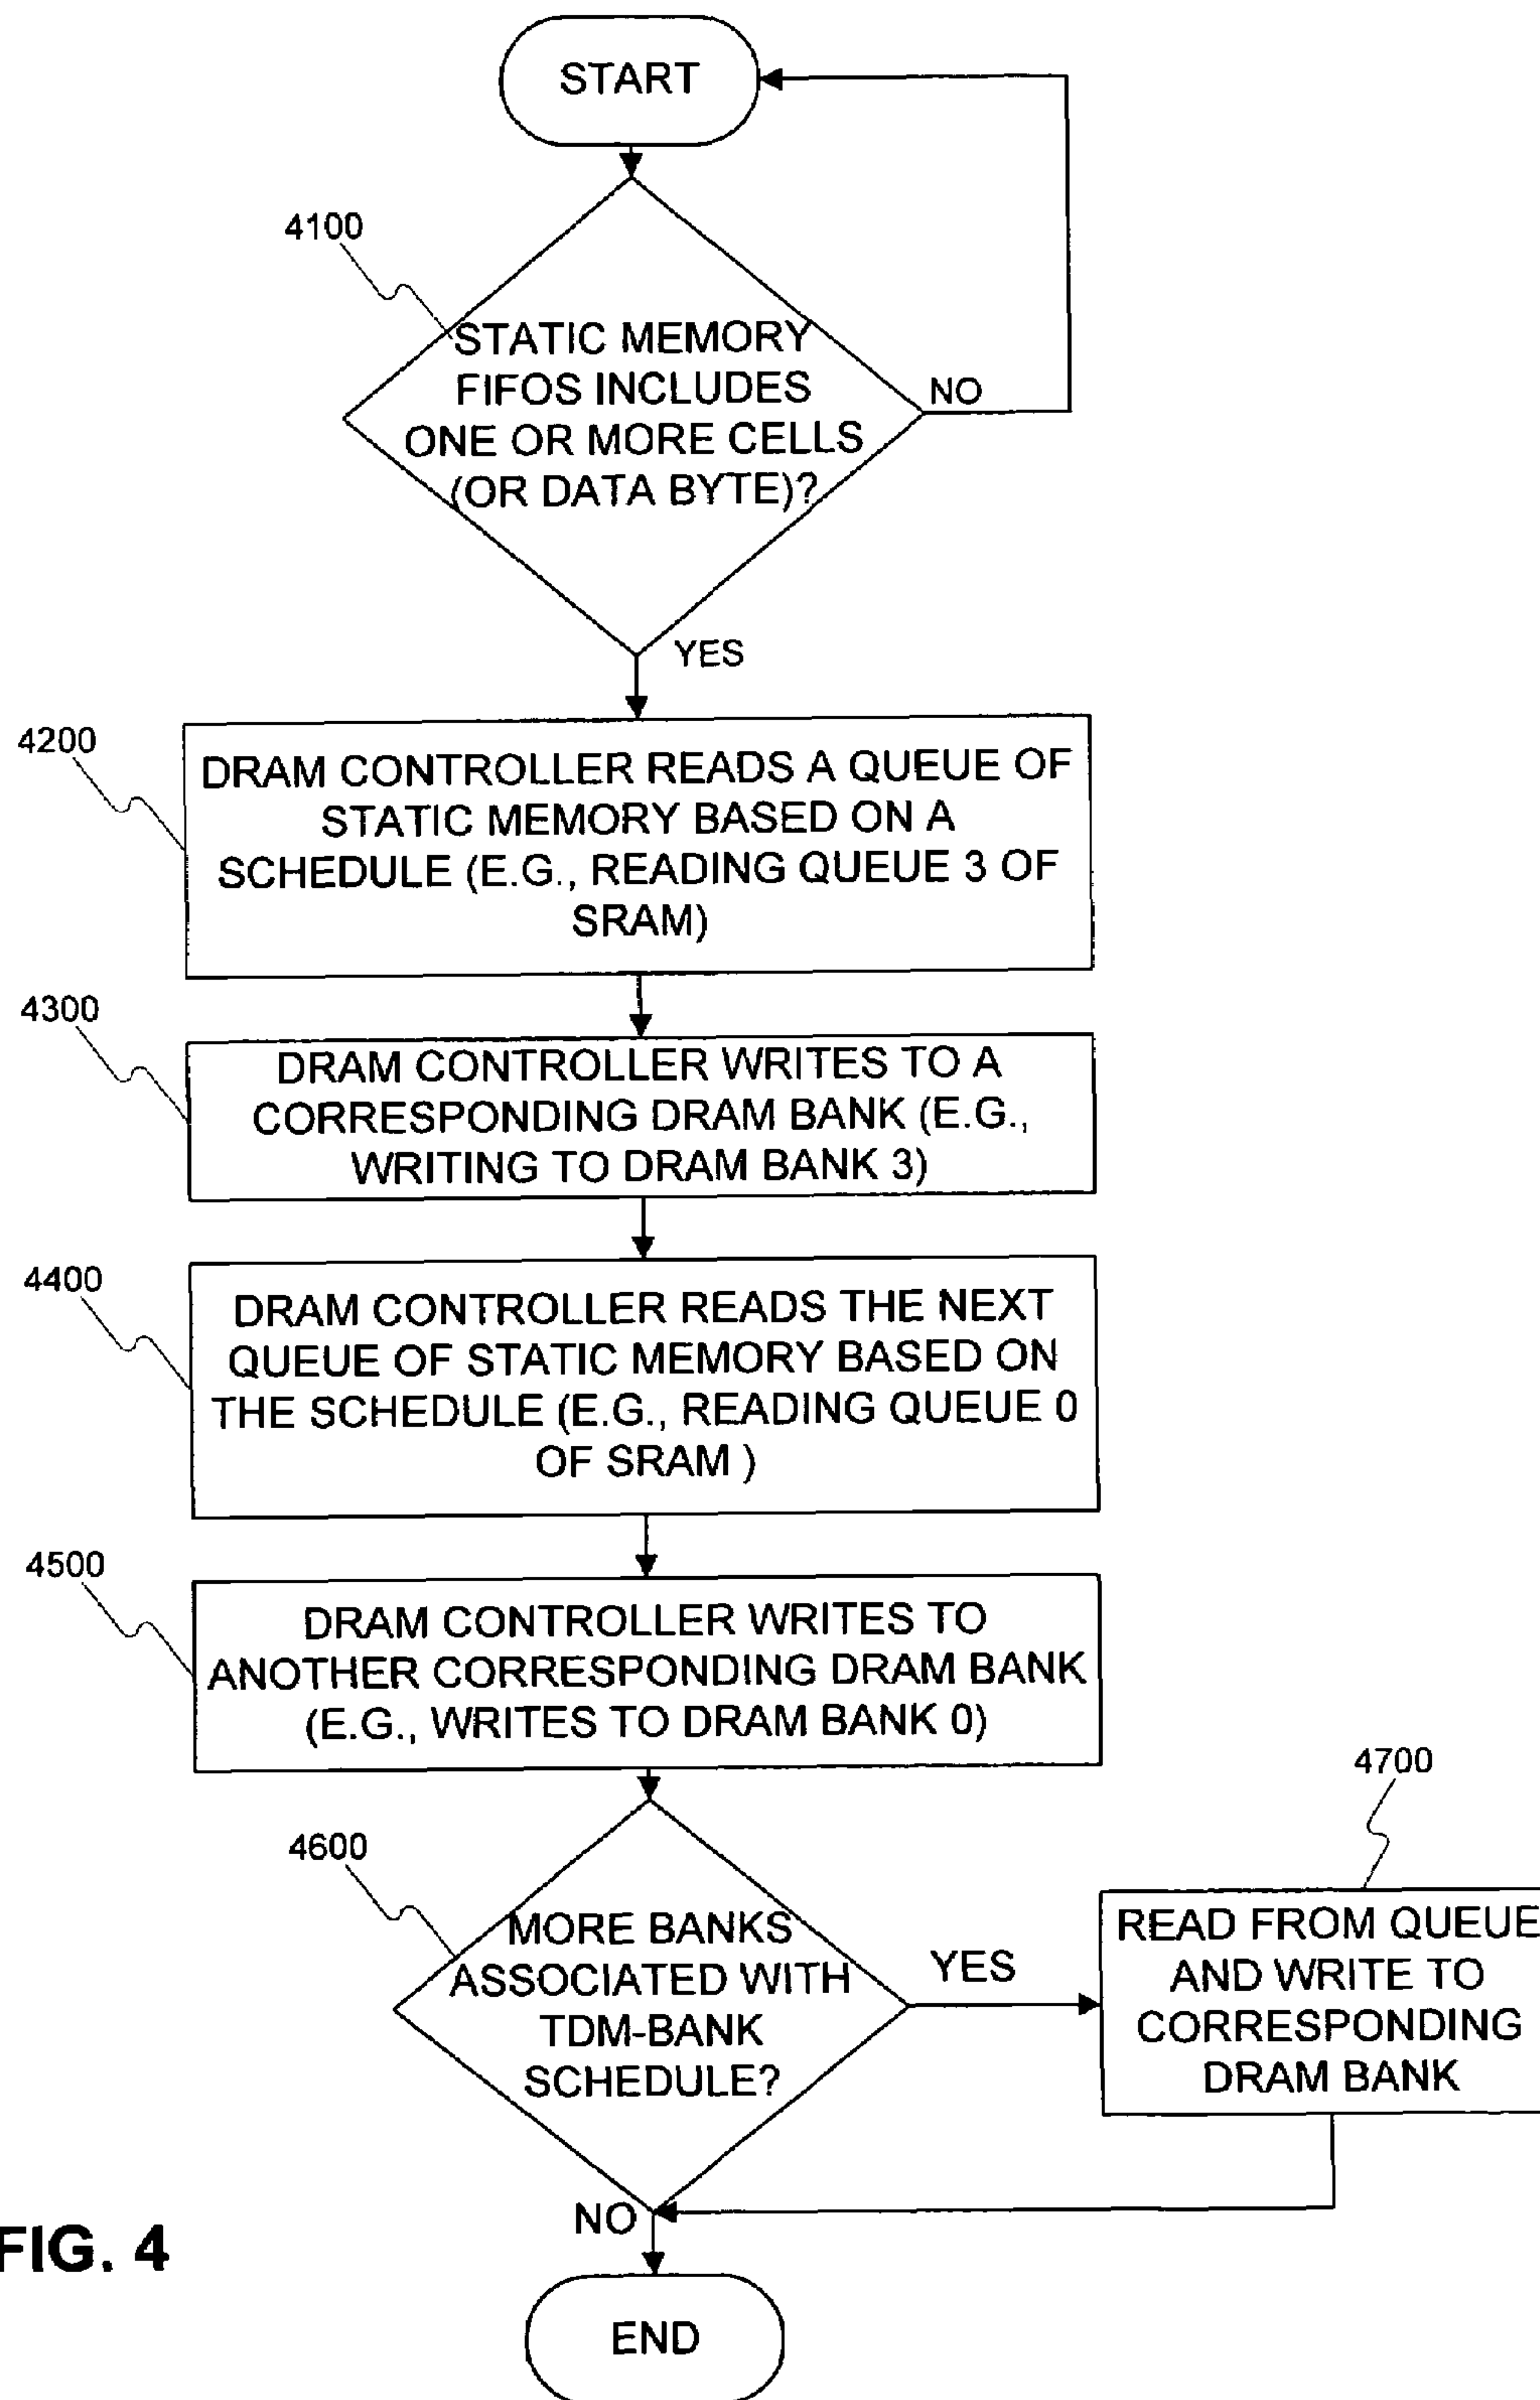 START
4100
STATIC MEMORY
FIFOS INCLUDES
ONE OR MORE CELLS
(OR DATA BYTE)?
NO
YES
4200
DRAM CONTROLLER READS A QUEUE OF
STATIC MEMORY BASED ON A
SCHEDULE (E.G., READING QUEUE 3 OF
SRAM)
4300
DRAM CONTROLLER WRITES TO A
CORRESPONDING DRAM BANK (E.G.,
WRITING TO DRAM BANK 3)
4400
DRAM CONTROLLER READS THE NEXT
QUEUE OF STATIC MEMORY BASED ON
THE SCHEDULE (E.G., READING QUEUE 0
OF SRAM )
4500
DRAM CONTROLLER WRITES TO
ANOTHER CORRESPONDING DRAM BANK
(E.G., WRITES TO DRAM BANK 0)
4600
MORE BANKS
ASSOCIATED WITH
TDM-BANK
SCHEDULE?
YES
4700
READ FROM QUEUE
AND WRITE TO
CORRESPONDING
DRAM BANK
NO
FIG. 4
END